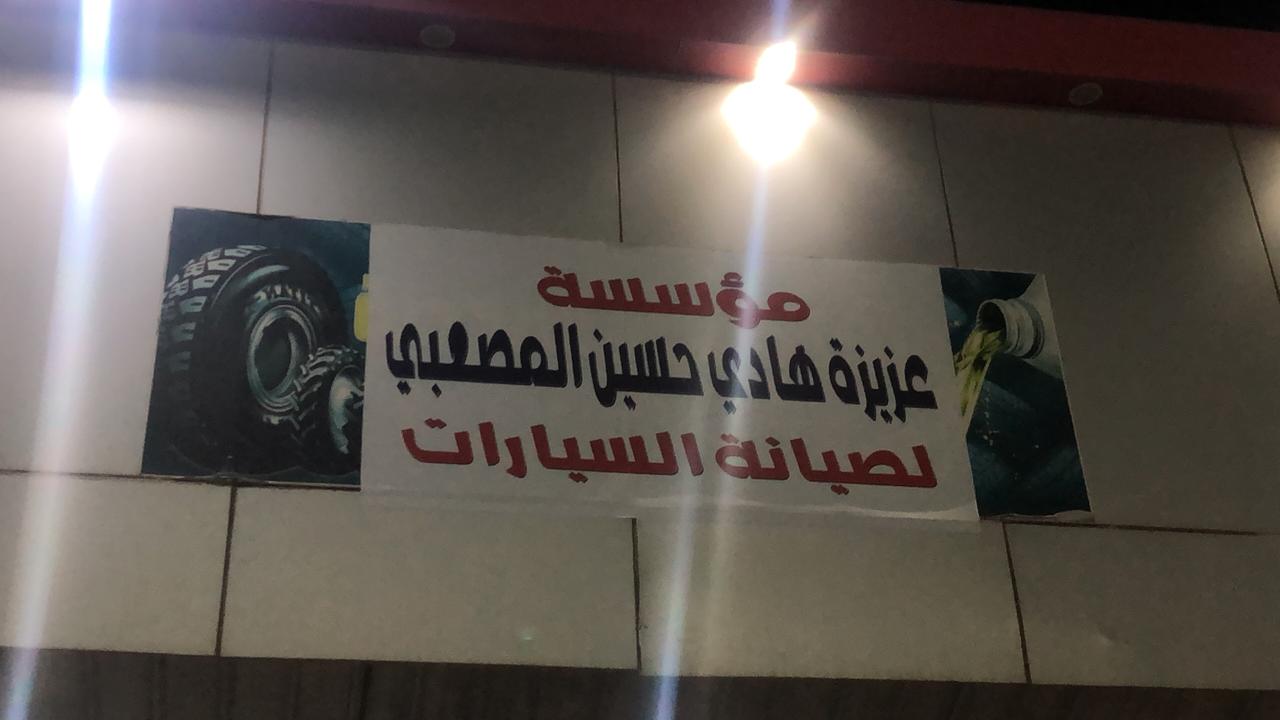 مؤسسة
عزيزة هادي حسين المصعبي
لصيانة السيارات